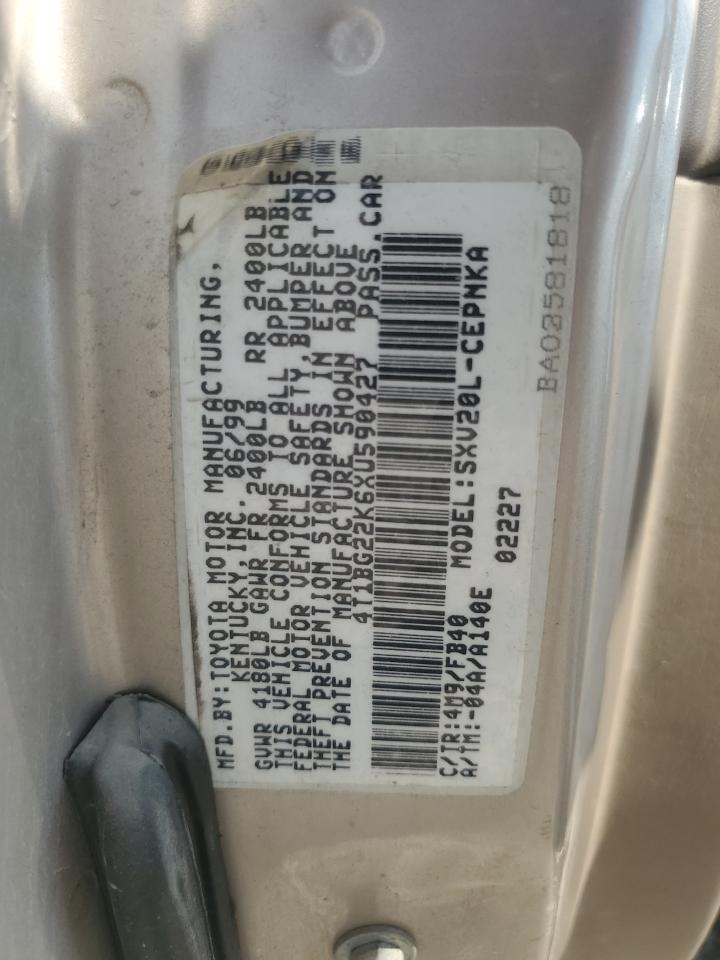 MFD.BY:TOYOTA MOTOR MANUFACTURING,
KENTUCKY,INC. 06/99
GVWR 4180LB GAWR FR 2400LB RR 2400LB
THIS VEHICLE CONFORMS TO ALL APPLICABLE
FEDERAL MOTOR VEHICLE SAFETY,BUMPER AND
THEFT PREVENTION STANDARDS IN EFFECT ON
THE DATE OF MANUFACTURE SHOWN ABOVE
4T1BG22K6XU590427 PASS.CAR
C/TR:4M9/FB40 MODEL:SXV20L-CEPNKA
A/TM:-04A/A140E 02227
BA02581818